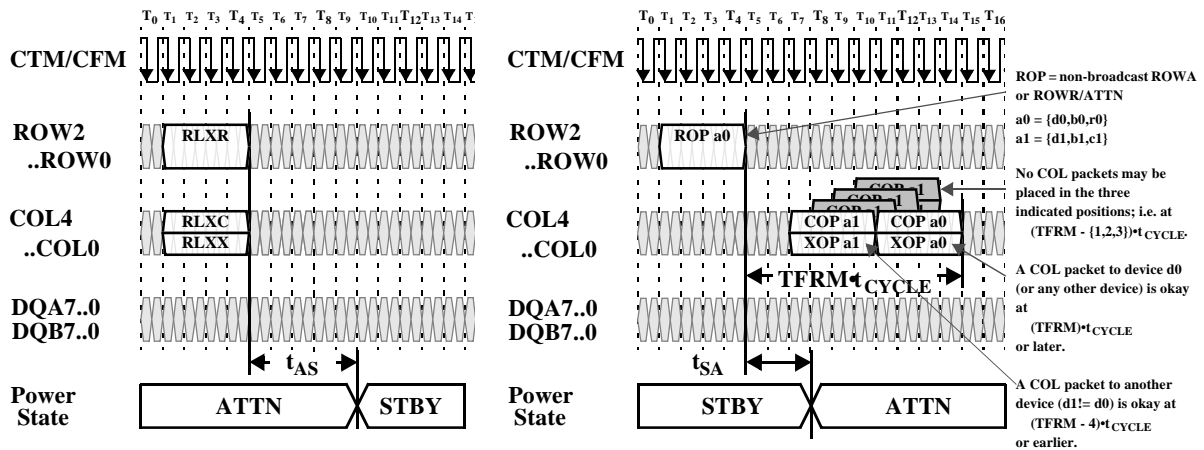 T0 T1 T2 T3 T4 T5 T6 T7 T8 T9 T10 T11 T12 T13 T14
CTM/CFM
ROW2
..ROW0
RLXR
COL4
..COL0
RLXC
RLXX
DQA7..0
DQB7..0
tAS
Power
State
ATTN
STBY
T0 T1 T2 T3 T4 T5 T6 T7 T8 T9 T10 T11 T12 T13 T14 T15 T16
CTM/CFM
ROW2
..ROW0
ROP a0
COP a1
COP a1
COP a1
COL4
..COL0
COP a1
COP a0
XOP a1
XOP a0
TFRM•tCYCLE
DQA7..0
DQB7..0
tSA
Power
State
STBY
ATTN
ROP = non-broadcast ROWA
or ROWR/ATTN
a0 = {d0,b0,r0}
a1 = {d1,b1,c1}
No COL packets may be
placed in the three
indicated positions; i.e. at
(TFRM - {1,2,3})•tCYCLE.
A COL packet to device d0
(or any other device) is okay
at
(TFRM)•tCYCLE
or later.
A COL packet to another
device (d1!= d0) is okay at
(TFRM - 4)•tCYCLE
or earlier.